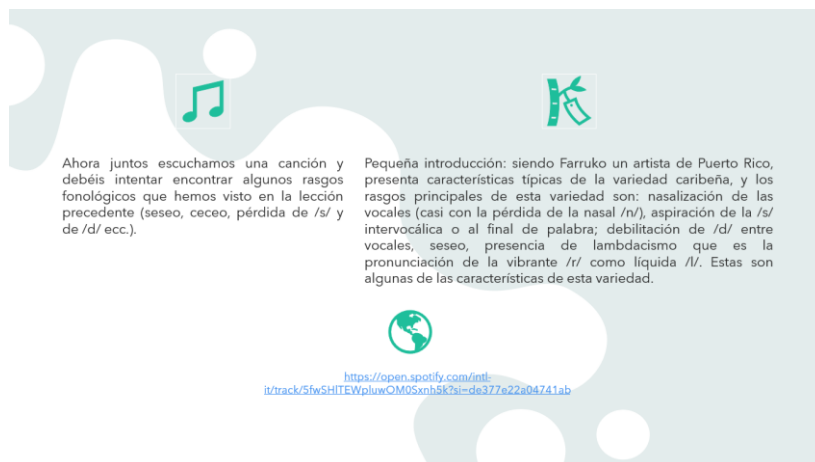 Ahora juntos escuchamos una canción y
debéis intentar encontrar algunos rasgos
fonológicos que hemos visto en la lección
precedente (seseo, ceceo, pérdida de /s/ y
de /d/ ecc.).
Pequeña introducción: siendo Farruko un artista de Puerto Rico,
presenta características típicas de la variedad caribeña, y los
rasgos principales de esta variedad son: nasalización de las
vocales (casi con la pérdida de la nasal /n/), aspiración de la /s/
intervocálica o al final de palabra; debilitación de /d/ entre
vocales, seseo, presencia de lambdacismo que es la
pronunciación de la vibrante /r/ como líquida /l/. Estas son
algunas de las características de esta variedad.
https://open.spotify.com/intl-
it/track/5fwSHlTEWpluwOM0Sxnh5k?si=de377e22a04741ab